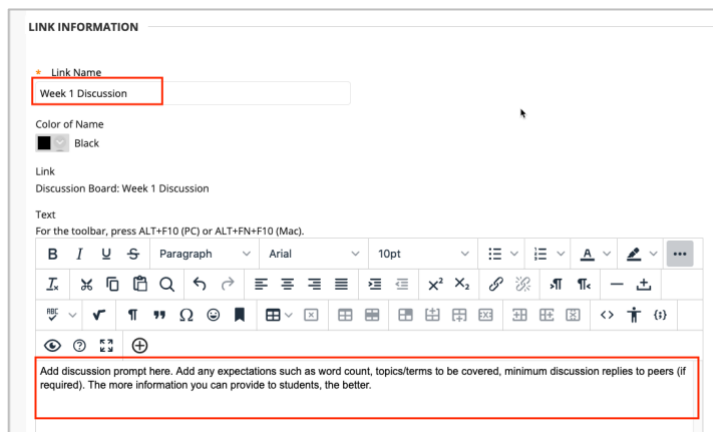 LINK INFORMATION
* Link Name
Week 1 Discussion
Color of Name
Black
Link
Discussion Board: Week 1 Discussion
Text
For the toolbar, press ALT+F10 (PC) or ALT+FN+F10 (Mac).
B I U S Paragraph Arial 10pt A
Tx X² X₂ ¶ ¶
ABC ¶ Ω
Add discussion prompt here. Add any expectations such as word count, topics/terms to be covered, minimum discussion replies to peers (if
required). The more information you can provide to students, the better.